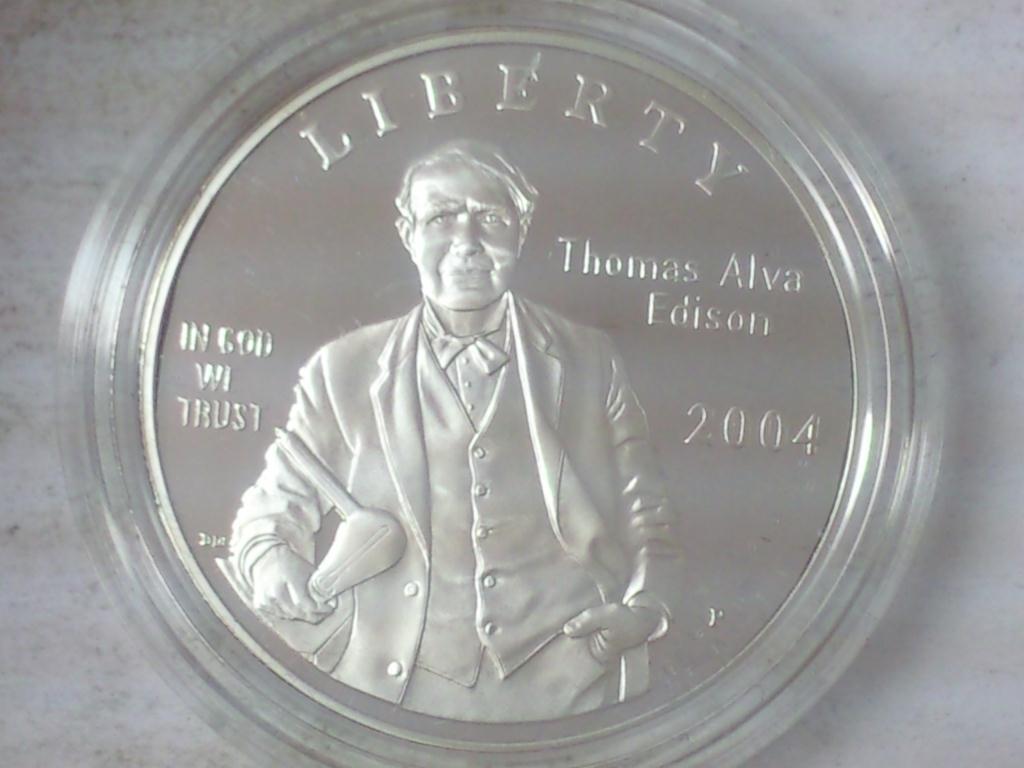 LIBERTY
Thomas Alva
Edison
IN GOD
WE
TRUST
2004
P